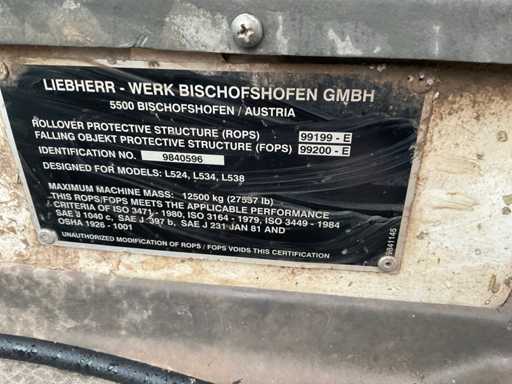 LIEBHERR - WERK BISCHOFSHOFEN GMBH
5500 BISCHOFSHOFEN / AUSTRIA
ROLLOVER PROTECTIVE STRUCTURE (ROPS) 99199 - E
FALLING OBJEKT PROTECTIVE STRUCTURE (FOPS) 99200 - E
IDENTIFICATION NO. 9840596
DESIGNED FOR MODELS: L524, L534, L538
MAXIMUM MACHINE MASS: 12500 kg (27557 lb)
THIS ROPS/FOPS MEETS THE APPLICABLE PERFORMANCE
CRITERIA OF ISO 3471 - 1980, ISO 3164 - 1979, ISO 3449 - 1984
SAE J 1040 c, SAE J 397 b, SAE J 231 JAN 81 AND
OSHA 1926 - 1001
UNAUTHORIZED MODIFICATION OF ROPS / FOPS VOIDS THIS CERTIFICATION